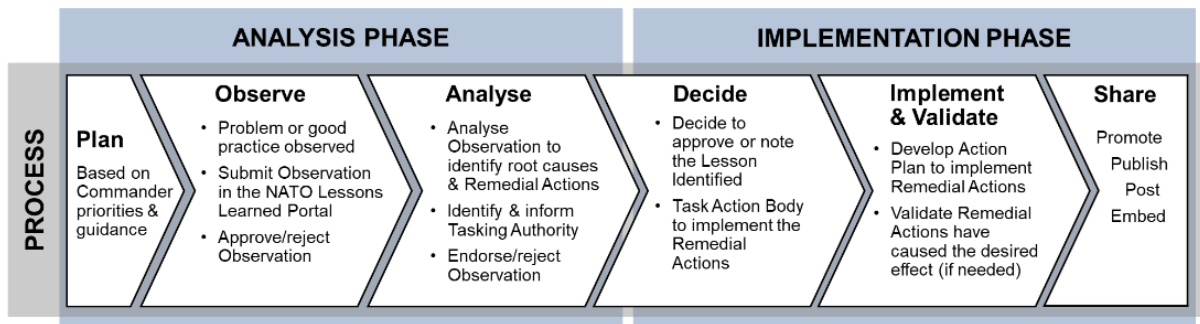 ANALYSIS PHASE
IMPLEMENTATION PHASE
PROCESS
Plan
Based on
Commander
priorities &
guidance
Observe
• Problem or good
practice observed
• Submit Observation
in the NATO Lessons
Learned Portal
• Approve/reject
Observation
Analyse
• Analyse
Observation to
identify root causes
& Remedial Actions
• Identify & inform
Tasking Authority
• Endorse/reject
Observation
Decide
• Decide to
approve or note
the Lesson
Identified
• Task Action Body
to implement the
Remedial
Actions
Implement
& Validate
• Develop Action
Plan to implement
Remedial Actions
• Validate Remedial
Actions have
caused the desired
effect (if needed)
Share
Promote
Publish
Post
Embed